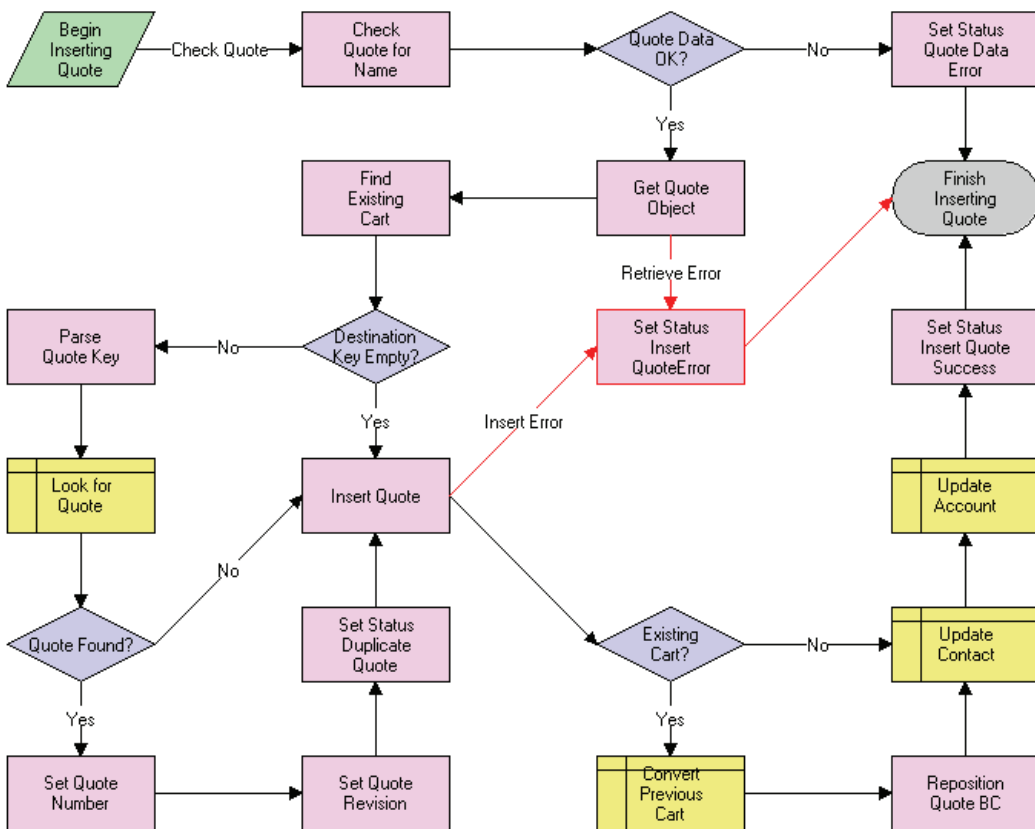 Begin
Inserting
Quote
Check Quote
Check
Quote for
Name
Quote Data
OK?
No
Set Status
Quote Data
Error
Yes
Find
Existing
Cart
Get Quote
Object
Finish
Inserting
Quote
Retrieve Error
Parse
Quote Key
No
Destination
Key Empty?
Set Status
Insert
QuoteError
Set Status
Insert Quote
Success
Yes
Insert Error
Look for
Quote
Insert Quote
Update
Account
No
Quote Found?
Set Status
Duplicate
Quote
Existing
Cart?
No
Update
Contact
Yes
Yes
Set Quote
Number
Set Quote
Revision
Convert
Previous
Cart
Reposition
Quote BC